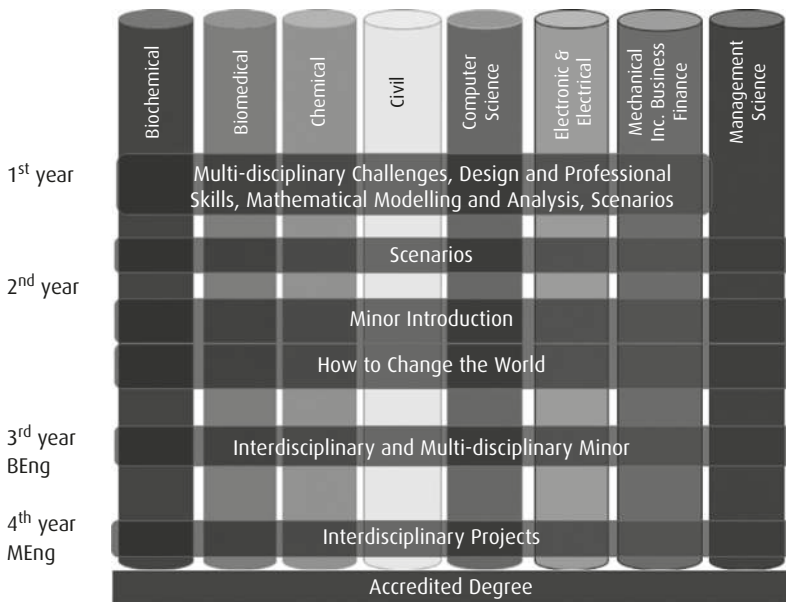 Biochemical
Biomedical
Chemical
Civil
Computer
Science
Electronic &
Electrical
Mechanical
Inc. Business
Finance
Management
Science
1st year
Multi-disciplinary Challenges, Design and Professional
Skills, Mathematical Modelling and Analysis, Scenarios
Scenarios
2nd year
Minor Introduction
How to Change the World
3rd year
BEng
Interdisciplinary and Multi-disciplinary Minor
4th year
MEng
Interdisciplinary Projects
Accredited Degree